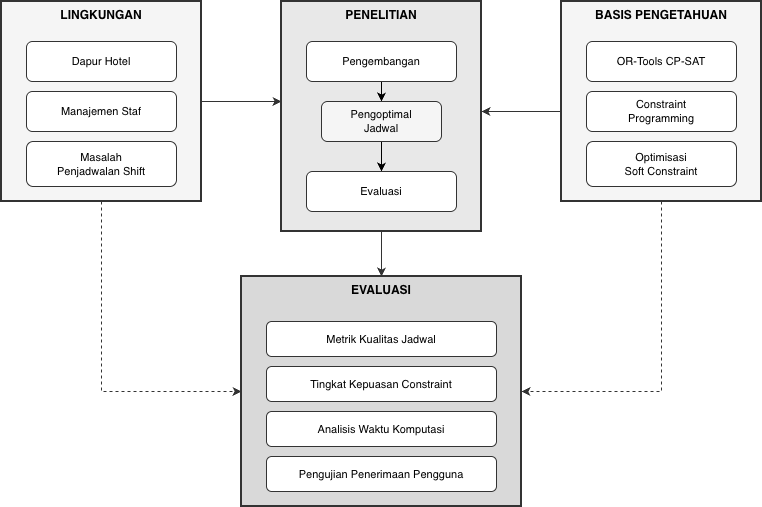 LINGKUNGAN
Dapur Hotel
Manajemen Staf
Masalah
Penjadwalan Shift
PENELITIAN
Pengembangan
Pengoptimal
Jadwal
Evaluasi
BASIS PENGETAHUAN
OR-Tools CP-SAT
Constraint
Programming
Optimisasi
Soft Constraint
EVALUASI
Metrik Kualitas Jadwal
Tingkat Kepuasan Constraint
Analisis Waktu Komputasi
Pengujian Penerimaan Pengguna